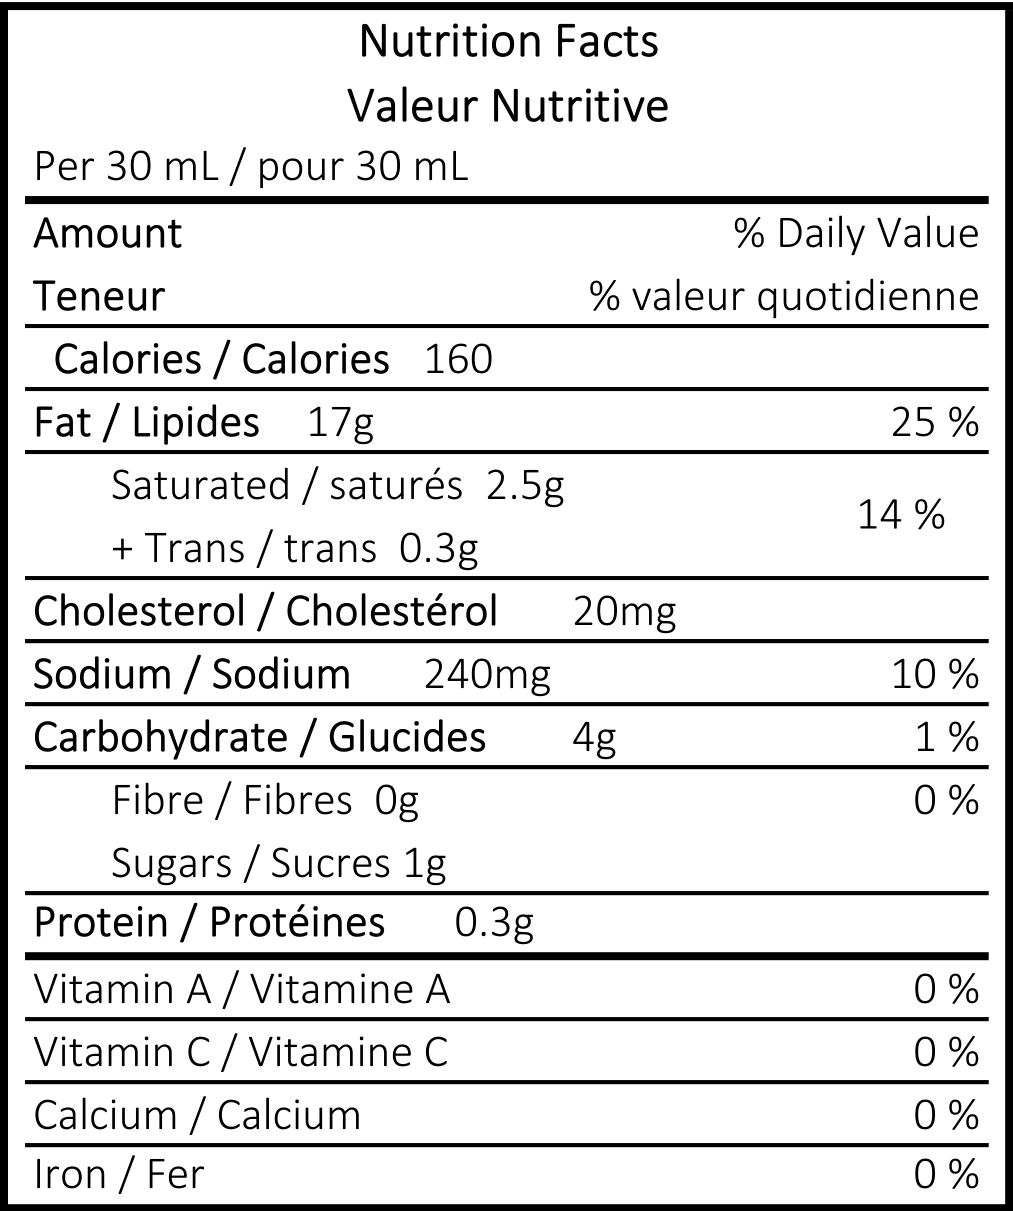 Nutrition Facts
Valeur Nutritive
Per 30 mL / pour 30 mL
Amount % Daily Value
Teneur % valeur quotidienne
Calories / Calories 160
Fat / Lipides 17g 25 %
Saturated / saturés 2.5g
14 %
+ Trans / trans 0.3g
Cholesterol / Cholestérol 20mg
Sodium / Sodium 240mg 10 %
Carbohydrate / Glucides 4g 1 %
Fibre / Fibres 0g 0 %
Sugars / Sucres 1g
Protein / Protéines 0.3g
Vitamin A / Vitamine A 0 %
Vitamin C / Vitamine C 0 %
Calcium / Calcium 0 %
Iron / Fer 0 %